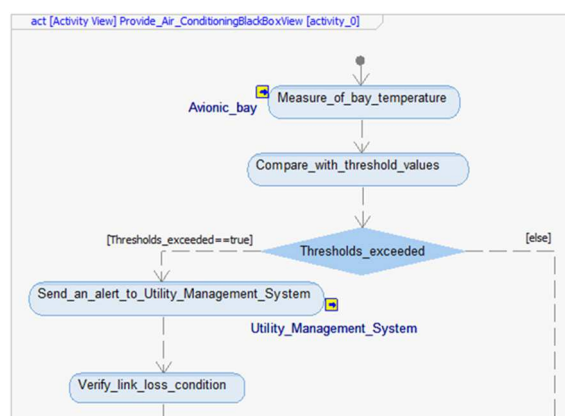 act [Activity View] Provide_Air_ConditioningBlackBoxView [activity_0]
Measure_of_bay_temperature
Avionic_bay
Compare_with_threshold_values
[Thresholds_exceeded==true]
Thresholds_exceeded
[else]
Send_an_alert_to_Utility_Management_System
Utility_Management_System
Verify_link_loss_condition